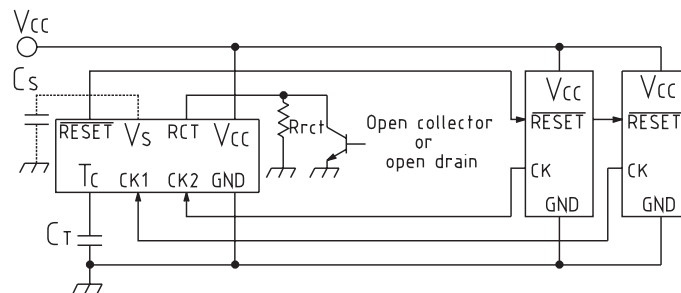 Vcc
Cs
RESET Vs RCT Vcc
Tc CK1 CK2 GND
CT
Rrct
Open collector
or
open drain
Vcc
RESET
CK
GND
Vcc
RESET
CK
GND